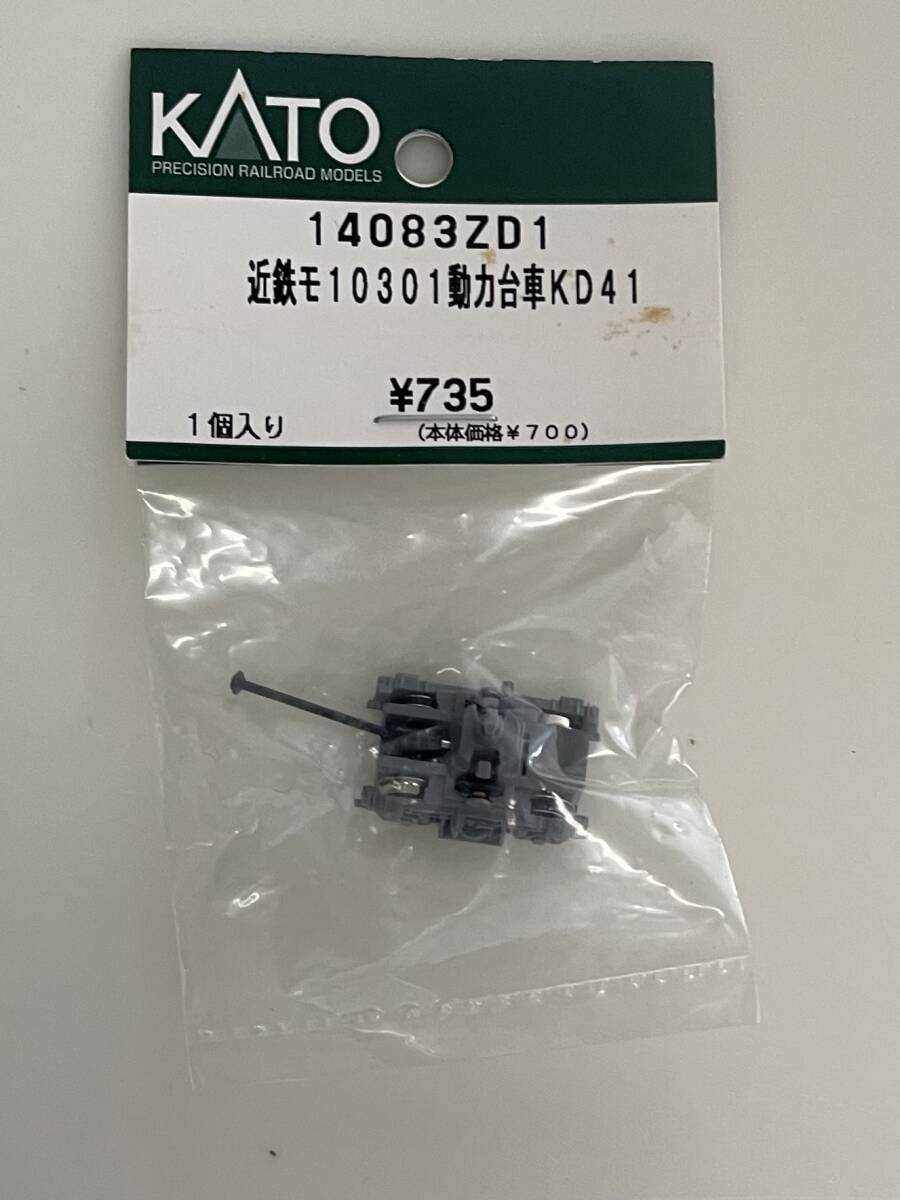 KATO
PRECISION RAILROAD MODELS
14083ZD1
近鉄モ10301動力台車KD41
¥735
1個入り
(本体価格¥700)